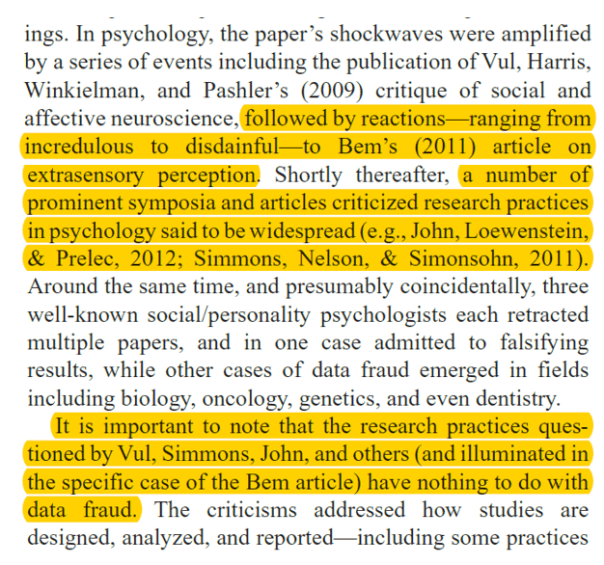 ings. In psychology, the paper's shockwaves were amplified
by a series of events including the publication of Vul, Harris,
Winkielman, and Pashler's (2009) critique of social and
affective neuroscience, followed by reactions—ranging from
incredulous to disdainful—to Bem's (2011) article on
extrasensory perception. Shortly thereafter, a number of
prominent symposia and articles criticized research practices
in psychology said to be widespread (e.g., John, Loewenstein,
& Prelec, 2012; Simmons, Nelson, & Simonsohn, 2011).
Around the same time, and presumably coincidentally, three
well-known social/personality psychologists each retracted
multiple papers, and in one case admitted to falsifying
results, while other cases of data fraud emerged in fields
including biology, oncology, genetics, and even dentistry.
It is important to note that the research practices ques-
tioned by Vul, Simmons, John, and others (and illuminated in
the specific case of the Bem article) have nothing to do with
data fraud. The criticisms addressed how studies are
designed, analyzed, and reported—including some practices